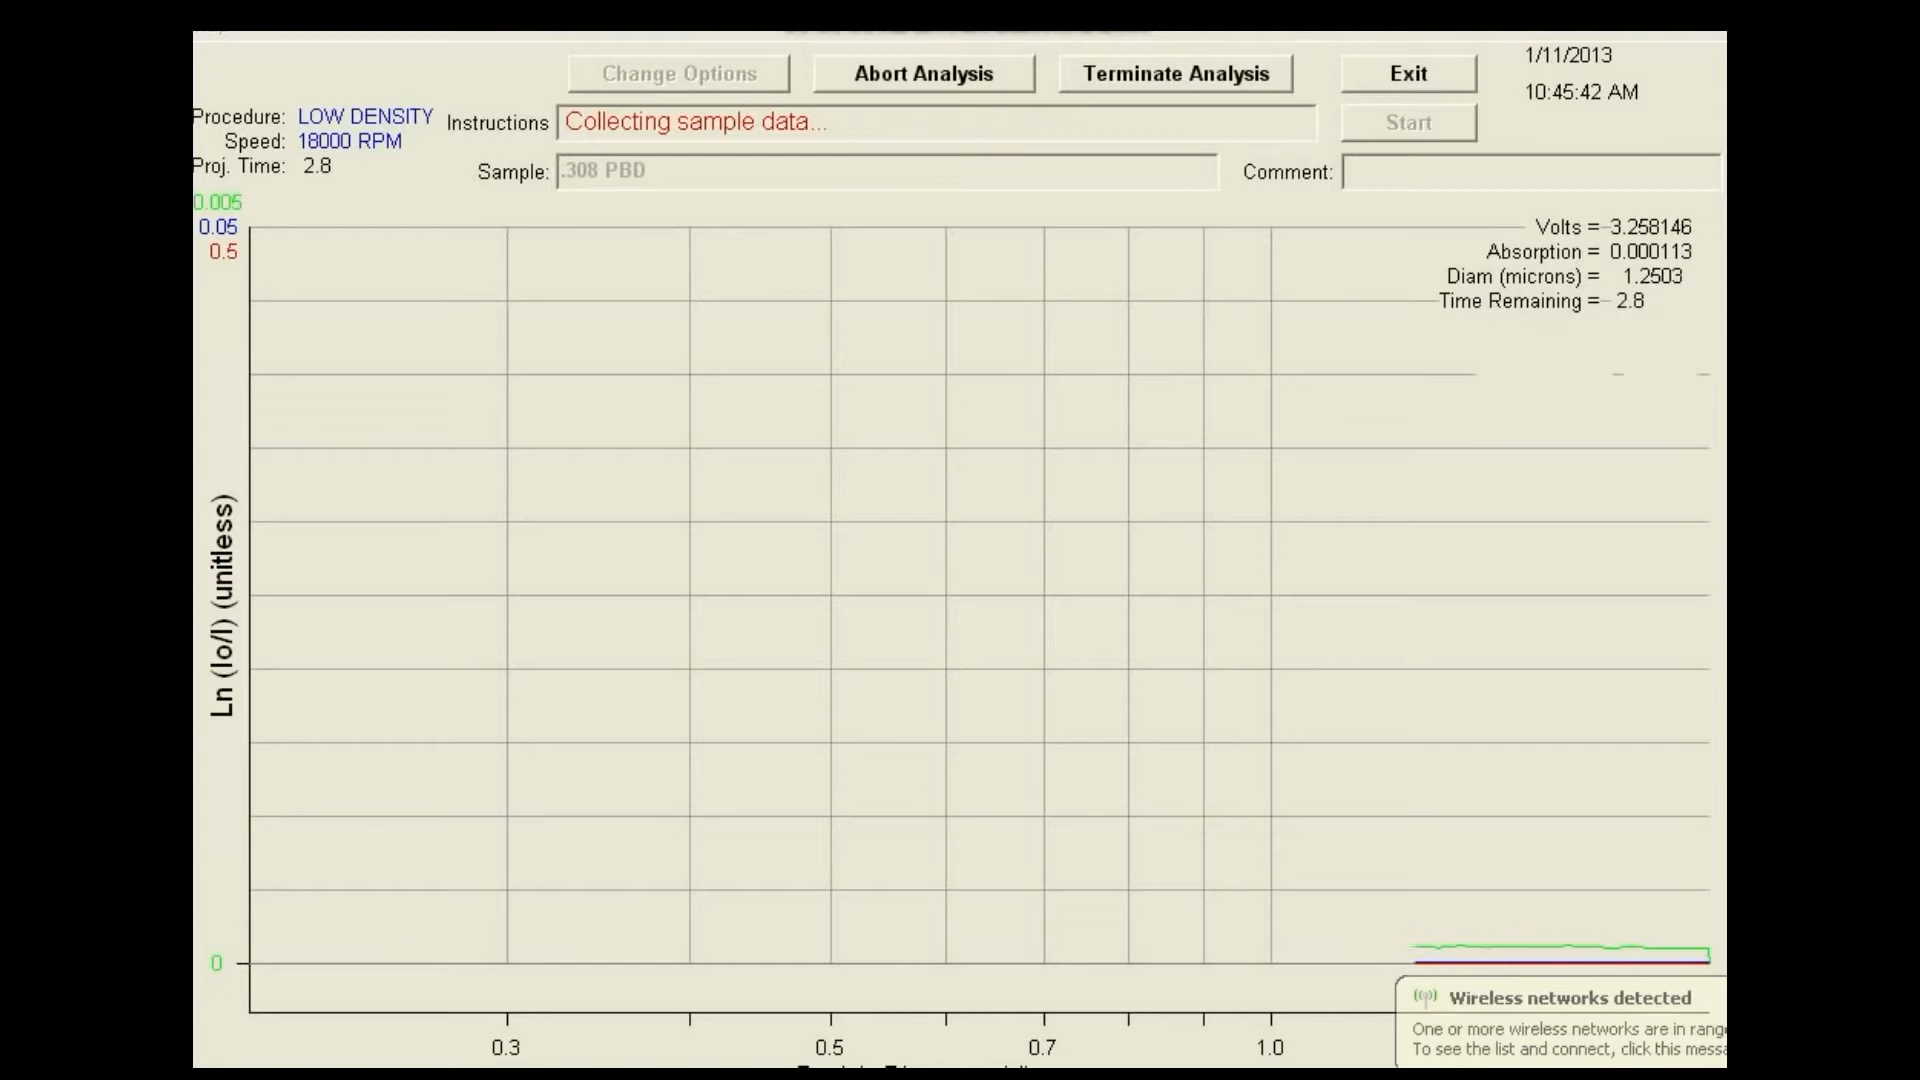 Change Options Abort Analysis Terminate Analysis Exit 1/11/2013
10:45:42 AM
Procedure: LOW DENSITY Instructions Collecting sample data... Start
Speed: 18000 RPM
Proj. Time: 2.8 Sample: .308 PBD Comment:
0.005
0.05
0.5
Volts = 3.258146
Absorption = 0.000113
Diam (microns) = 1.2503
Time Remaining = 2.8
Ln (Io/I) (unitless)
0
0.3 0.5 0.7 1.0
Wireless networks detected
One or more wireless networks are in range
To see the list and connect, click this messa